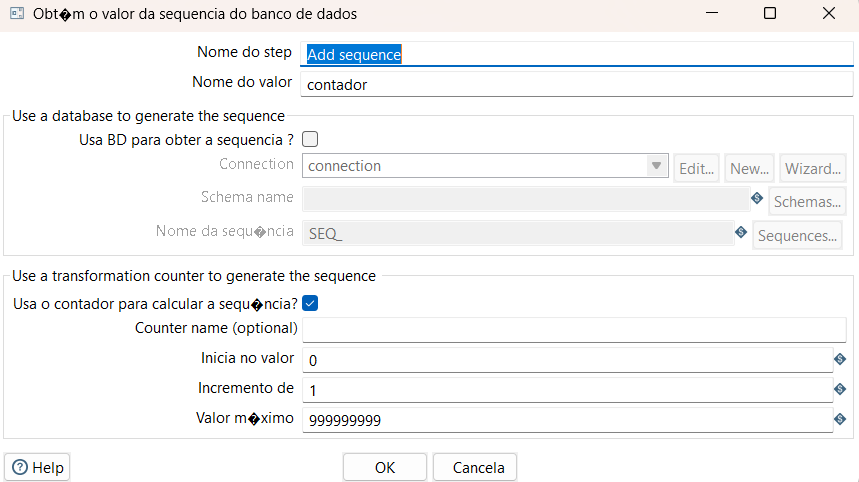 Obt�m o valor da sequencia do banco de dados
Nome do step Add sequence
Nome do valor contador
Use a database to generate the sequence
Usa BD para obter a sequencia ?
Connection connection Edit... New... Wizard...
Schema name Schemas...
Nome da sequ�ncia SEQ_ Sequences...
Use a transformation counter to generate the sequence
Usa o contador para calcular a sequ�ncia?
Counter name (optional)
Inicia no valor 0
Incremento de 1
Valor m�ximo 999999999
Help OK Cancela